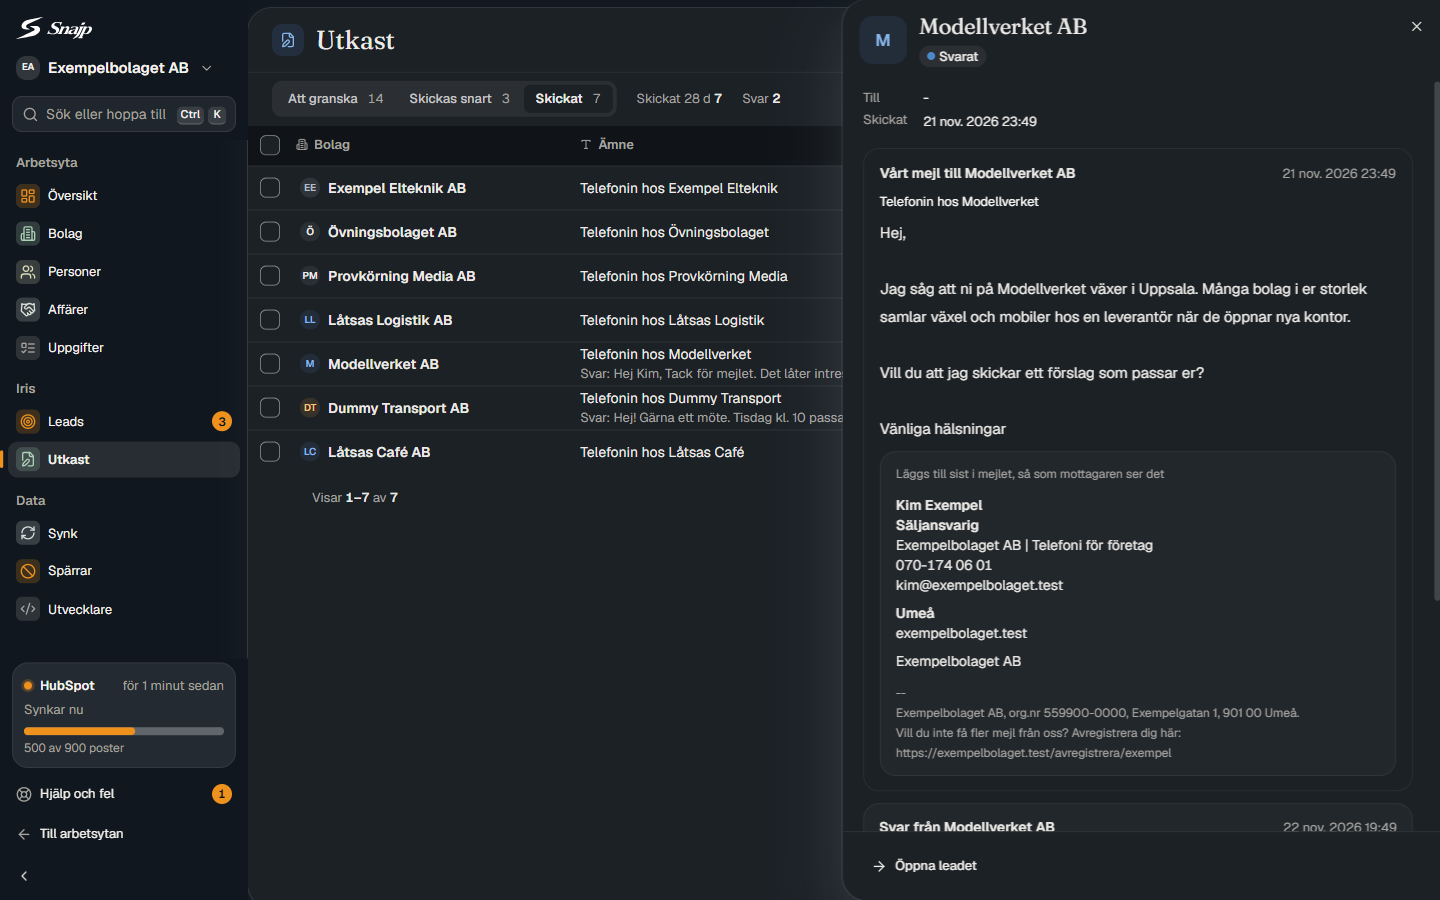 Snajp
EA Exempelbolaget AB
Sök eller hoppa till Ctrl K
Arbetsyta
Översikt
Bolag
Personer
Affärer
Uppgifter
Iris
Leads 3
Utkast
Data
Synk
Spärrar
Utvecklare
HubSpot för 1 minut sedan
Synkar nu
500 av 900 poster
Hjälp och fel 1
Till arbetsytan
Utkast
Att granska 14 Skickas snart 3 Skickat 7 Skickat 28 d 7 Svar 2
Bolag Ämne
EE Exempel Elteknik AB Telefonin hos Exempel Elteknik
Ö Övningsbolaget AB Telefonin hos Övningsbolaget
PM Provkörning Media AB Telefonin hos Provkörning Media
LL Låtsas Logistik AB Telefonin hos Låtsas Logistik
M Modellverket AB Telefonin hos Modellverket
Svar: Hej Kim, Tack för mejlet. Det låter intre
DT Dummy Transport AB Telefonin hos Dummy Transport
Svar: Hej! Gärna ett möte. Tisdag kl. 10 passa
LC Låtsas Café AB Telefonin hos Låtsas Café
Visar 1–7 av 7
M Modellverket AB
Svarat
Till -
Skickat 21 nov. 2026 23:49
Vårt mejl till Modellverket AB 21 nov. 2026 23:49
Telefonin hos Modellverket
Hej,
Jag såg att ni på Modellverket växer i Uppsala. Många bolag i er storlek
samlar växel och mobiler hos en leverantör när de öppnar nya kontor.
Vill du att jag skickar ett förslag som passar er?
Vänliga hälsningar
Läggs till sist i mejlet, så som mottagaren ser det
Kim Exempel
Säljansvarig
Exempelbolaget AB | Telefoni för företag
070-174 06 01
kim@exempelbolaget.test
Umeå
exempelbolaget.test
Exempelbolaget AB
--
Exempelbolaget AB, org.nr 559900-0000, Exempelgatan 1, 901 00 Umeå.
Vill du inte få fler mejl från oss? Avregistrera dig här:
https://exempelbolaget.test/avregistrera/exempel
Svar från Modellverket AB 22 nov. 2026 19:49
Öppna leadet